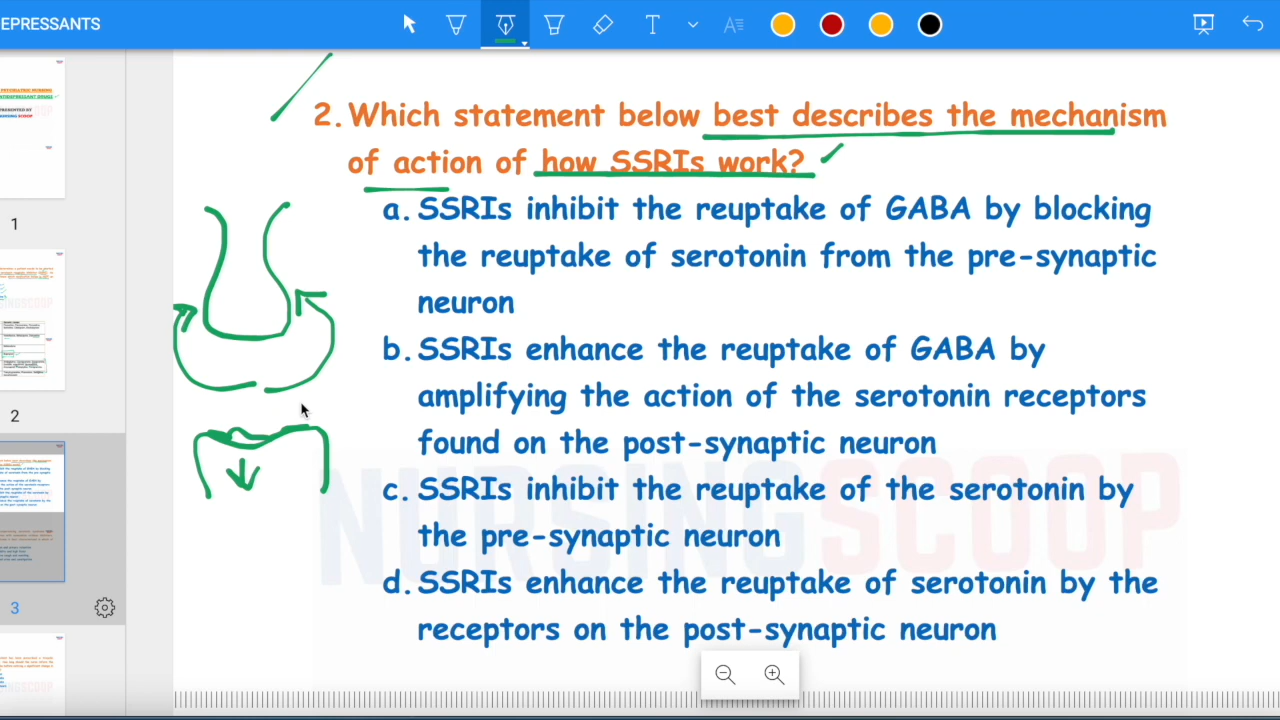 EPRESSANTS
2. Which statement below best describes the mechanism
of action of how SSRIs work?
a. SSRIs inhibit the reuptake of GABA by blocking
the reuptake of serotonin from the pre-synaptic
neuron
b. SSRIs enhance the reuptake of GABA by
amplifying the action of the serotonin receptors
found on the post-synaptic neuron
c. SSRIs inhibit the reuptake of the serotonin by
the pre-synaptic neuron
d. SSRIs enhance the reuptake of serotonin by the
receptors on the post-synaptic neuron
NURSINGSCOOP
1
2
3